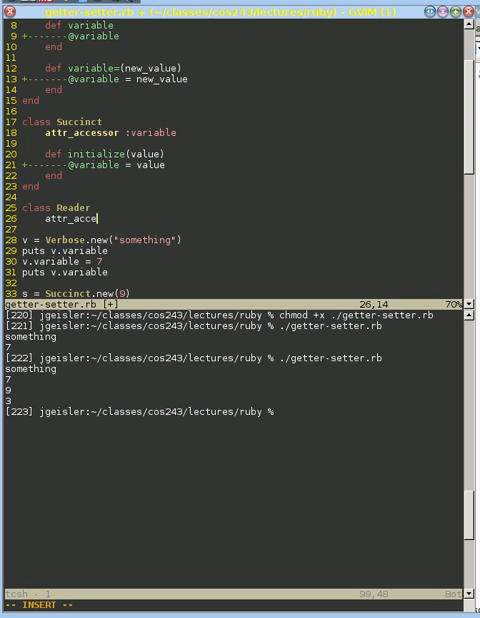 getter-setter.rb + (~/classes/cos243/lectures/ruby) - GVIM (1)
8     def variable
9 +-------@variable
10     end
11
12     def variable=(new_value)
13 +-------@variable = new_value
14     end
15 end
16
17 class Succinct
18     attr_accessor :variable
19
20     def initialize(value)
21 +-------@variable = value
22     end
23 end
24
25 class Reader
26     attr_acce
27
28 v = Verbose.new("something")
29 puts v.variable
30 v.variable = 7
31 puts v.variable
32
33 s = Succinct.new(9)
getter-setter.rb [+] 26,14 70%
[220] jgeisler:~/classes/cos243/lectures/ruby % chmod +x ./getter-setter.rb
[221] jgeisler:~/classes/cos243/lectures/ruby % ./getter-setter.rb
something
7
[222] jgeisler:~/classes/cos243/lectures/ruby % ./getter-setter.rb
something
7
9
3
[223] jgeisler:~/classes/cos243/lectures/ruby %
tcsh - 1 99,48 Bot
-- INSERT --